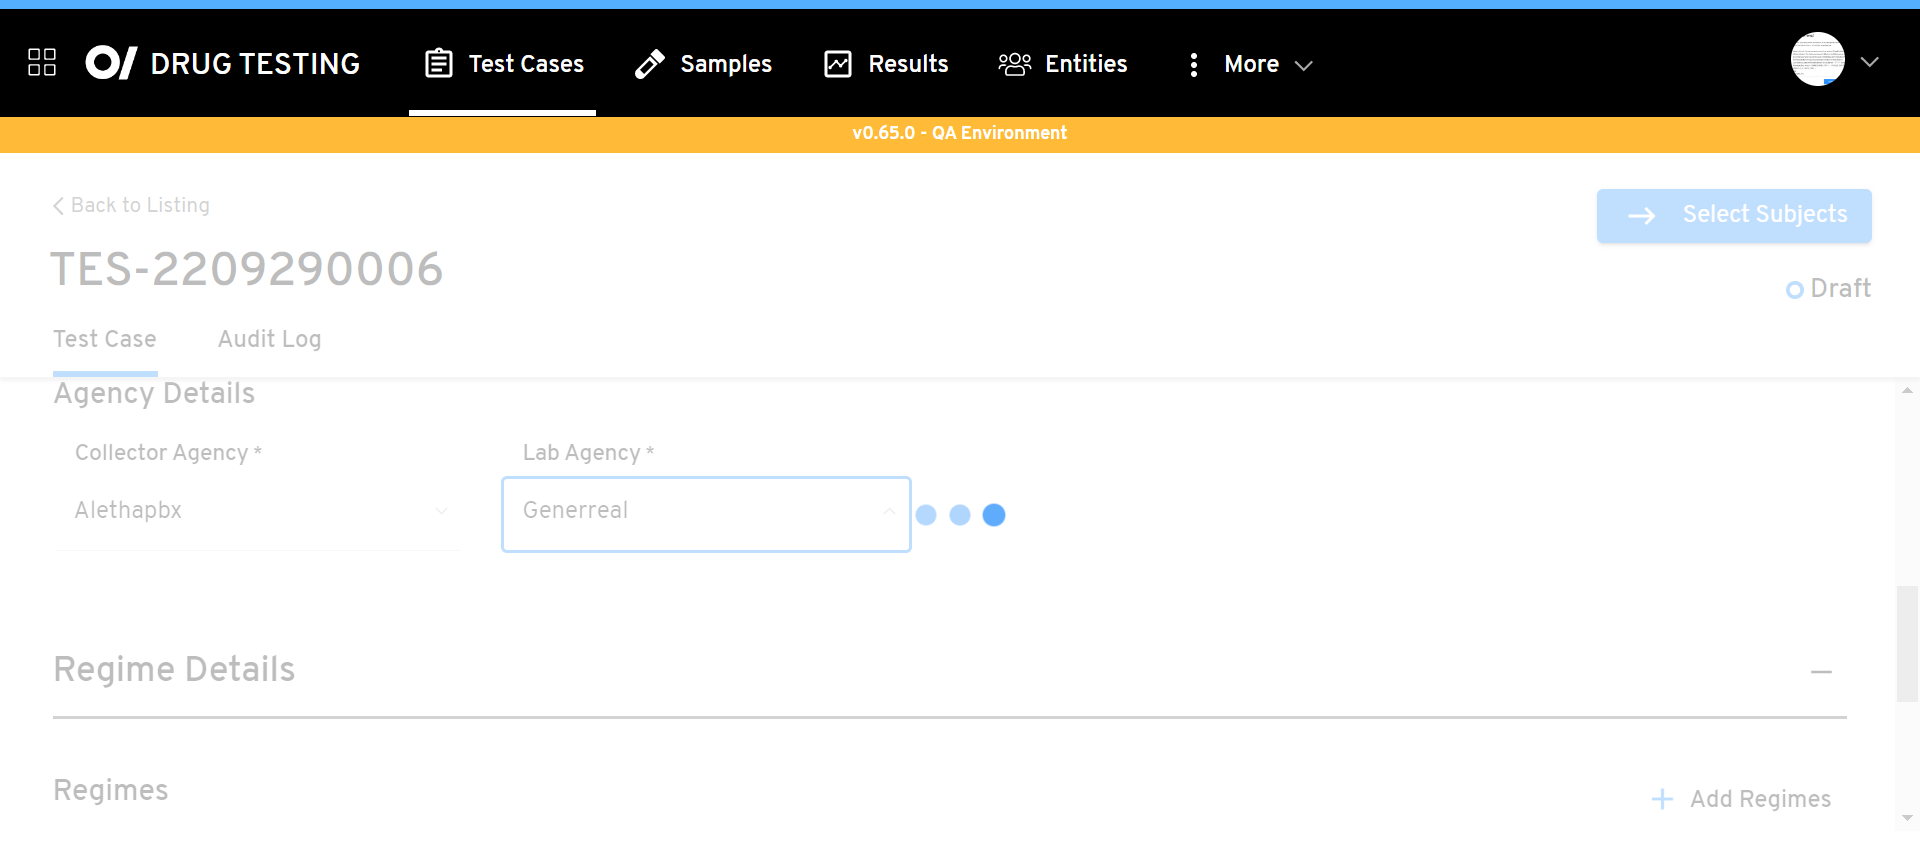 DRUG TESTING
Test Cases
Samples
Results
Entities
More
v0.65.0 - QA Environment
Back to Listing
Select Subjects
TES-2209290006
Draft
Test Case
Audit Log
Agency Details
Collector Agency *
Lab Agency *
Alethapbx
Generreal
Regime Details
Regimes
Add Regimes